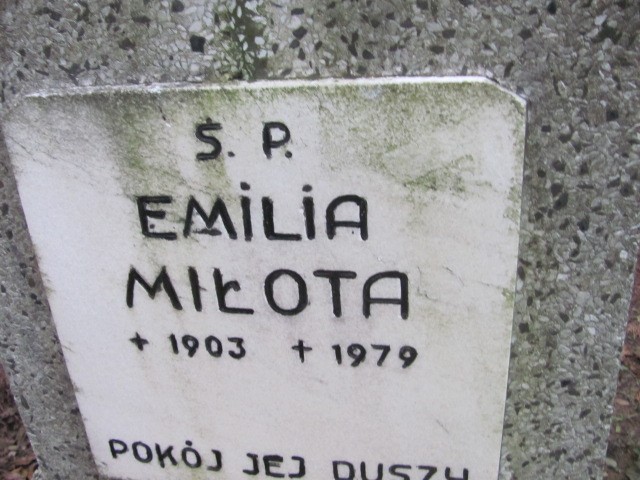 S. P.
EMiLiA
MIŁOTA
+ 1903 + 1979
POKÓJ JEJ DUSZY